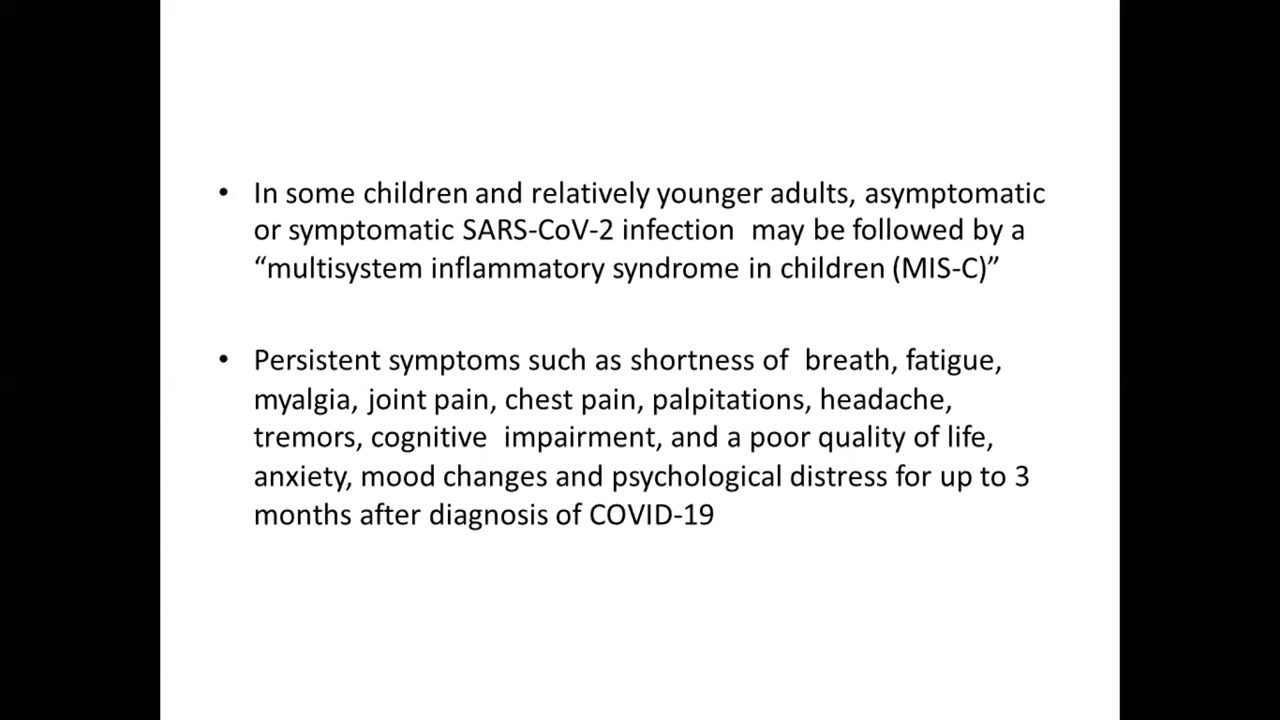 • In some children and relatively younger adults, asymptomatic
or symptomatic SARS-CoV-2 infection  may be followed by a
“multisystem inflammatory syndrome in children (MIS-C)”
• Persistent symptoms such as shortness of  breath, fatigue,
myalgia, joint pain, chest pain, palpitations, headache,
tremors, cognitive  impairment, and a poor quality of life,
anxiety, mood changes and psychological distress for up to 3
months after diagnosis of COVID-19